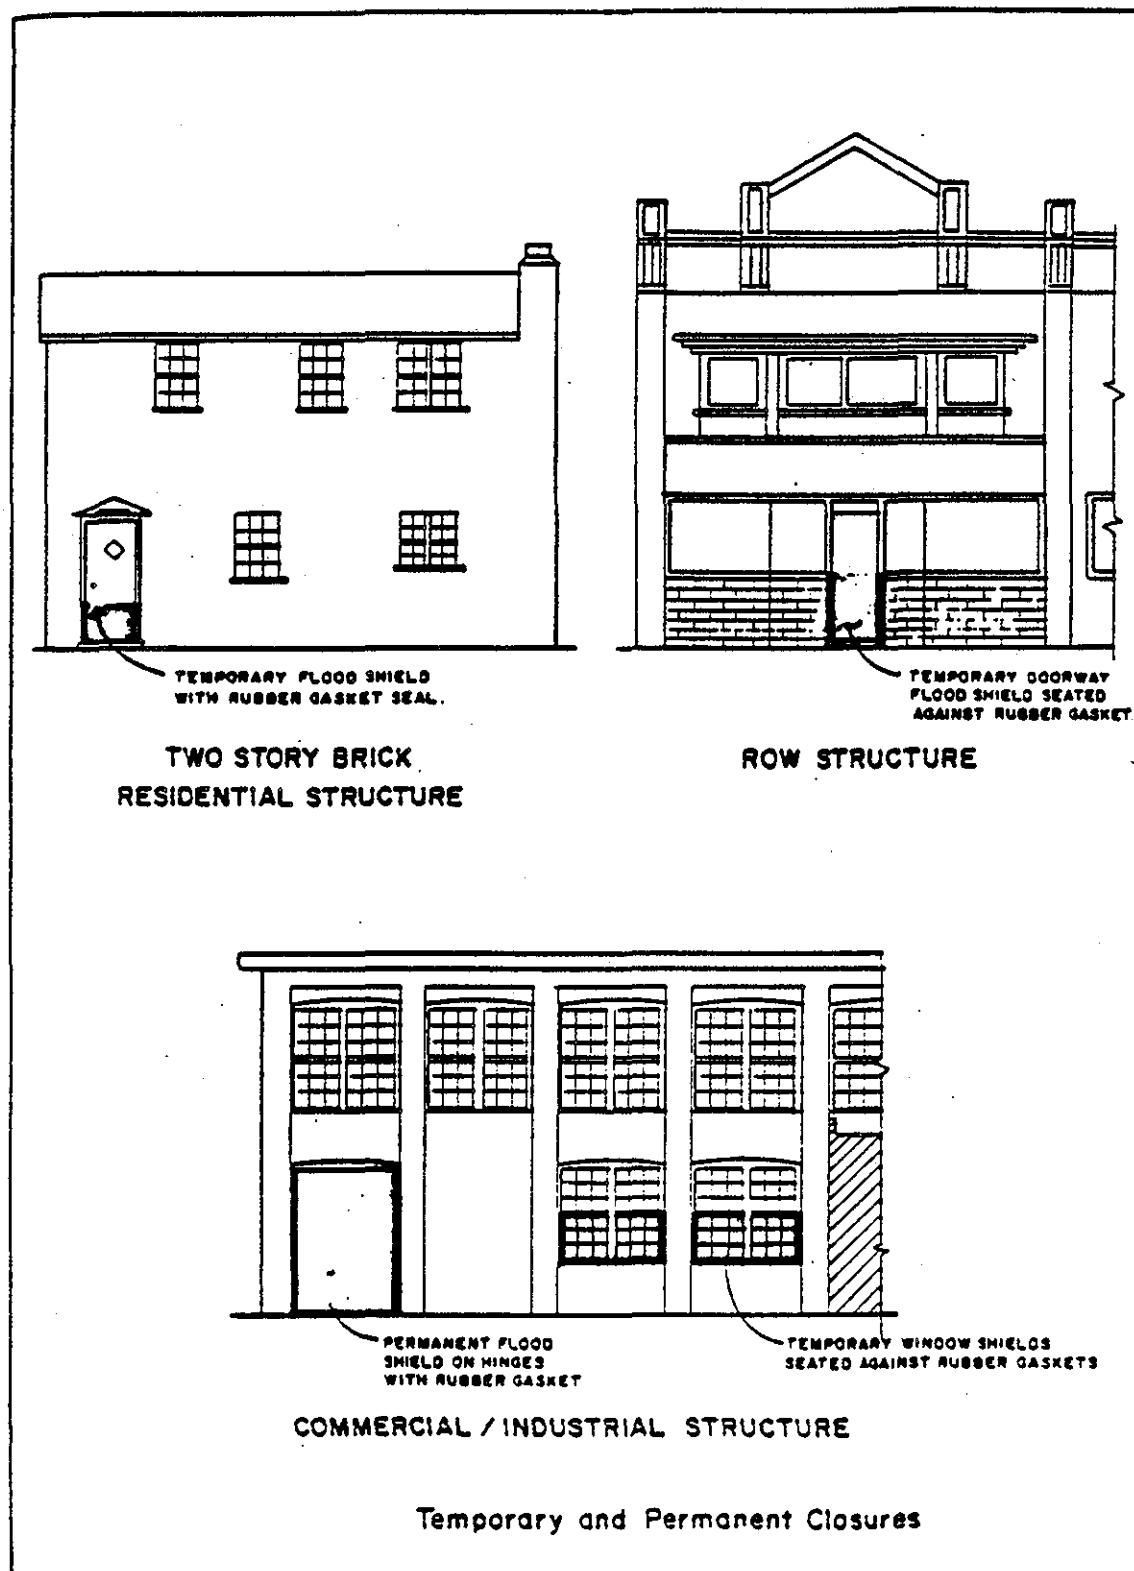 TEMPORARY FLOOD SHIELD
WITH RUBBER GASKET SEAL.
TWO STORY BRICK
RESIDENTIAL STRUCTURE
TEMPORARY DOORWAY
FLOOD SHIELD SEATED
AGAINST RUBBER GASKET
ROW STRUCTURE
PERMANENT FLOOD
SHIELD ON HINGES
WITH RUBBER GASKET
TEMPORARY WINDOW SHIELDS
SEATED AGAINST RUBBER GASKETS
COMMERCIAL / INDUSTRIAL STRUCTURE
Temporary and Permanent Closures